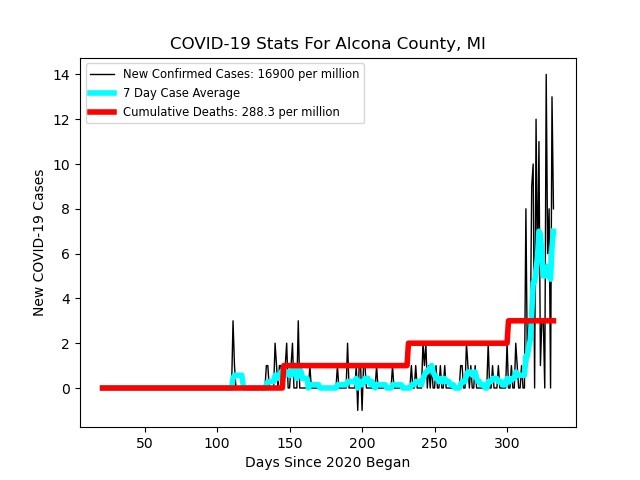 COVID-19 Stats For Alcona County, MI
New Confirmed Cases: 16900 per million
7 Day Case Average
Cumulative Deaths: 288.3 per million
New COVID-19 Cases
14
12
10
8
6
4
2
0
50
100
150
200
250
300
Days Since 2020 Began